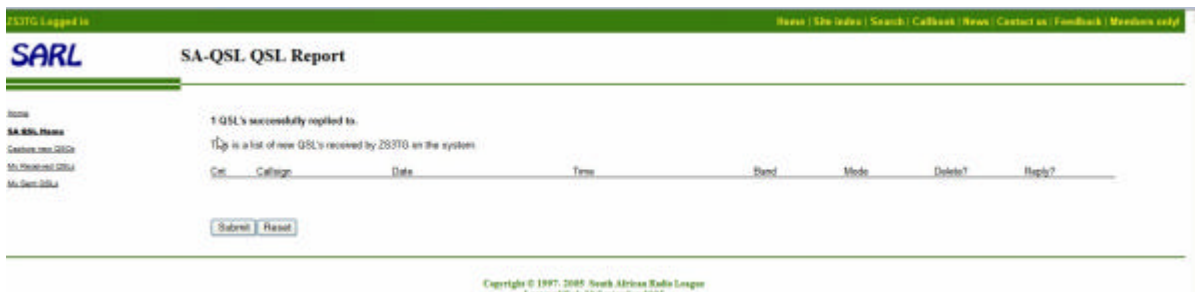 ZS3TG Logged in
Home | Site Index | Search | Callbook | News | Contact us | Feedback | Members only!
SARL
SA-QSL QSL Report
Home
SA QSL Home
Capture new QSOs
My Received QSLs
My Sent QSLs
1 QSL's successfully replied to.
This is a list of new QSL's received by ZS3TG on the system.
Cnt Callsign Date Time Band Mode Delete? Reply?
Submit Reset
Copyright © 1997- 2005 South African Radio League